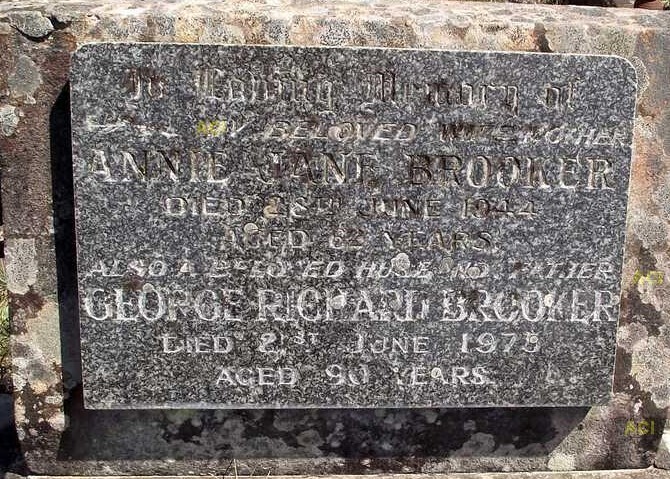 In Loving Memory of
MY BELOVED WIFE MOTHER
ANNIE JANE BROOKER
DIED 28TH JUNE 1944
AGED YEARS
ALSO A BELOVED HUSBAND FATHER
GEORGE RICHARD BROOKER
DIED 21ST JUNE 1975
AGED 90 YEARS